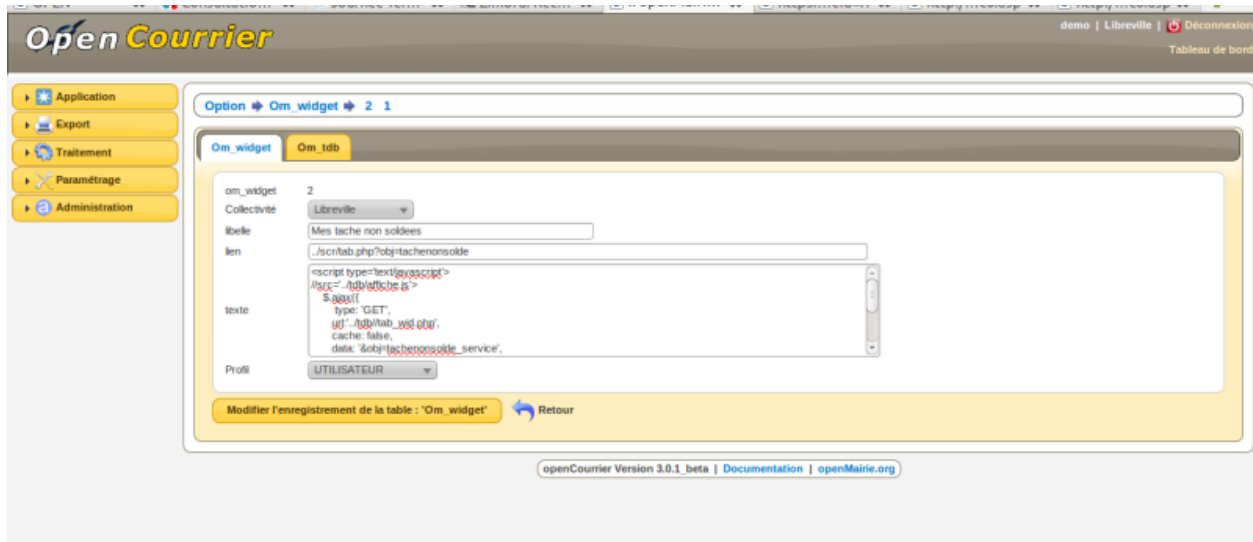 Open Courrier
demo | Libreville | Déconnexion
Tableau de bord
Application
Export
Traitement
Paramétrage
Administration
Option Om_widget 2 1
Om_widget Om_tdb
om_widget 2
Collectivité Libreville
libelle Mes tache non soldees
lien ../scr/tab.php?obj=tachenonsolde
texte
<script type='text/javascript'>
//src='../tdb/affiche.js'>
$.ajax({
type: 'GET',
url:'../tdb//tab_wid.php',
cache: false,
data: '&obj=tachenonsolde_service',
Profil UTILISATEUR
Modifier l'enregistrement de la table : 'Om_widget' Retour
openCourrier Version 3.0.1_beta | Documentation | openMairie.org